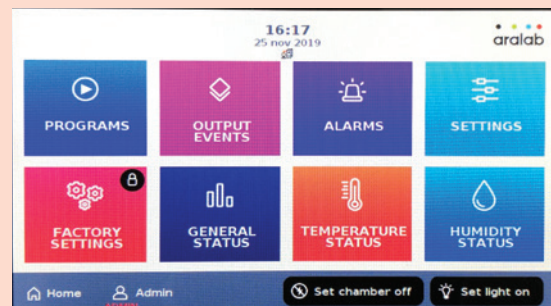 16:17
25 nov 2019
aralab
PROGRAMS
OUTPUT
EVENTS
ALARMS
SETTINGS
FACTORY
SETTINGS
GENERAL
STATUS
TEMPERATURE
STATUS
HUMIDITY
STATUS
Home
Admin
Set chamber off
Set light on